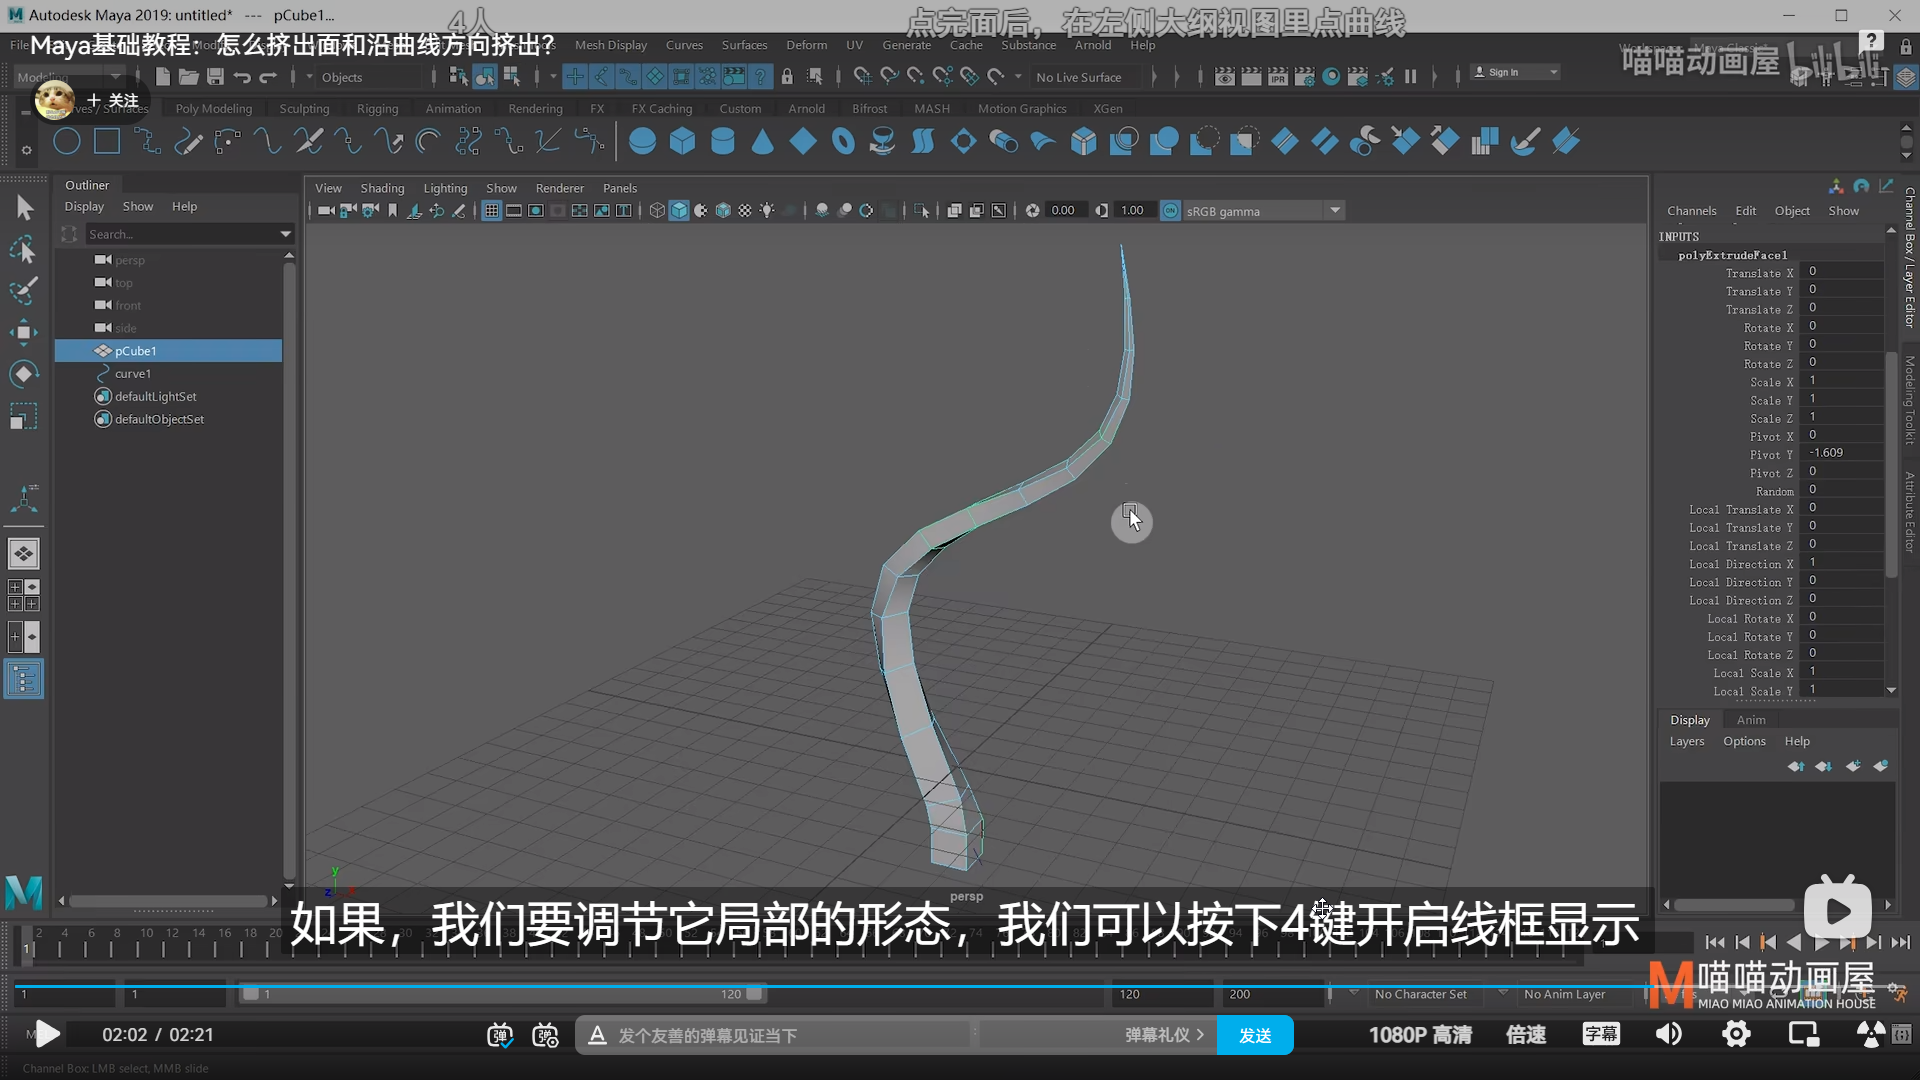 Autodesk Maya 2019: untitled*   ---   pCube1...
4人
点完面后，在左侧大纲视图里点曲线
Maya基础教程：怎么挤出面和沿曲线方向挤出?
File
Mesh Display Curves Surfaces Deform UV Generate Cache Substance Arnold Help
喵喵动画屋 bilibili
Modeling
Objects
No Live Surface
Sign In
+ 关注
Curves / Surfaces Poly Modeling Sculpting Rigging Animation Rendering FX FX Caching Custom Arnold Bifrost MASH Motion Graphics XGen
Outliner
Display Show Help
Search...
persp
top
front
side
pCube1
curve1
defaultLightSet
defaultObjectSet
View Shading Lighting Show Renderer Panels
IPR
0.00
1.00
ON
sRGB gamma
persp
y
z
Channels Edit Object Show
INPUTS
polyExtrudeFace1
Translate X 0
Translate Y 0
Translate Z 0
Rotate X 0
Rotate Y 0
Rotate Z 0
Scale X 1
Scale Y 1
Scale Z 1
Pivot X 0
Pivot Y -1.609
Pivot Z 0
Random 0
Local Translate X 0
Local Translate Y 0
Local Translate Z 0
Local Direction X 1
Local Direction Y 0
Local Direction Z 0
Local Rotate X 0
Local Rotate Y 0
Local Rotate Z 0
Local Scale X 1
Local Scale Y 1
Channel Box / Layer Editor
Modeling Toolkit
Attribute Editor
Display Anim
Layers Options Help
如果，我们要调节它局部的形态，我们可以按下4键开启线框显示
1
2 4 6 8 10 12 14 16 18 20
74
1
1
1
120
120
200
No Character Set
No Anim Layer
M 喵喵动画屋
MIAO MIAO ANIMATION HOUSE
02:02 / 02:21
弹
弹
A 发个友善的弹幕见证当下
弹幕礼仪 >
发送
1080P 高清
倍速
字幕
Channel Box: LMB select, MMB slide